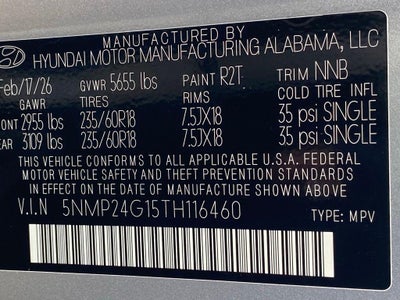 MANUFACTURED BY
HYUNDAI MOTOR MANUFACTURING ALABAMA, LLC
Feb/17/26 GVWR 5655 lbs PAINT R2T TRIM NNB
GAWR TIRES RIMS COLD TIRE INFL
ONT 2955 lbs 235/60R18 7.5JX18 35 psi SINGLE
EAR 3109 lbs 235/60R18 7.5JX18 35 psi SINGLE
THIS VEHICLE CONFORMS TO ALL APPLICABLE U.S.A. FEDERAL
MOTOR VEHICLE SAFETY AND THEFT PREVENTION STANDARDS
IN EFFECT ON THE DATE OF MANUFACTURE SHOWN ABOVE
V.I.N 5NMP24G15TH116460 TYPE: MPV